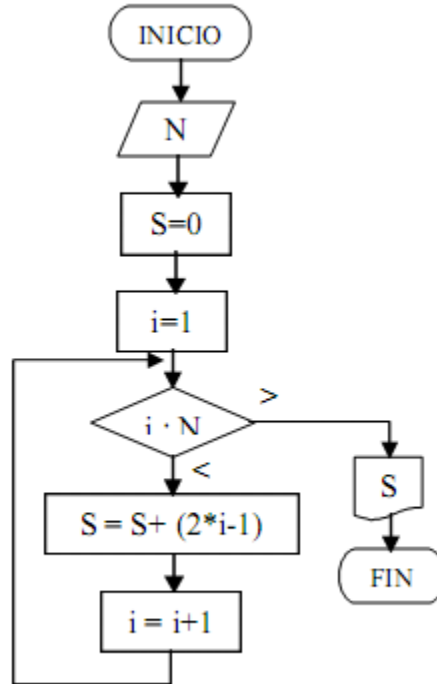 INICIO
N
S=0
i=1
i : N
>
<
S = S+ (2*i-1)
i = i+1
S
FIN